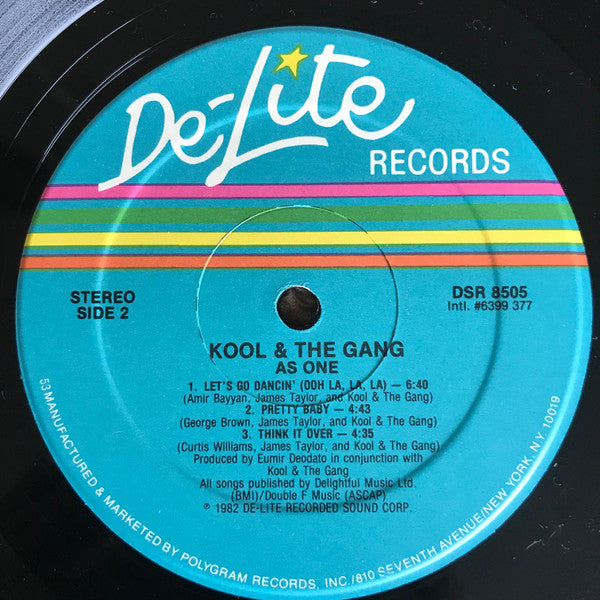 De-Lite
RECORDS
STEREO
SIDE 2
DSR 8505
Intl. #6399 377
KOOL & THE GANG
AS ONE
1. LET'S GO DANCIN' (OOH LA, LA, LA) — 6:40
(Amir Bayyan, James Taylor, and Kool & The Gang)
2. PRETTY BABY — 4:43
(George Brown, James Taylor, and Kool & The Gang)
3. THINK IT OVER — 4:35
(Curtis Williams, James Taylor, and Kool & The Gang)
Produced by Eumir Deodato in conjunction with
Kool & The Gang
All songs published by Delightful Music Ltd.
(BMI)/Double F Music (ASCAP)
℗ 1982 DE-LITE RECORDED SOUND CORP.
53 MANUFACTURED & MARKETED BY POLYGRAM RECORDS, INC./810 SEVENTH AVENUE/NEW YORK, N.Y. 10019